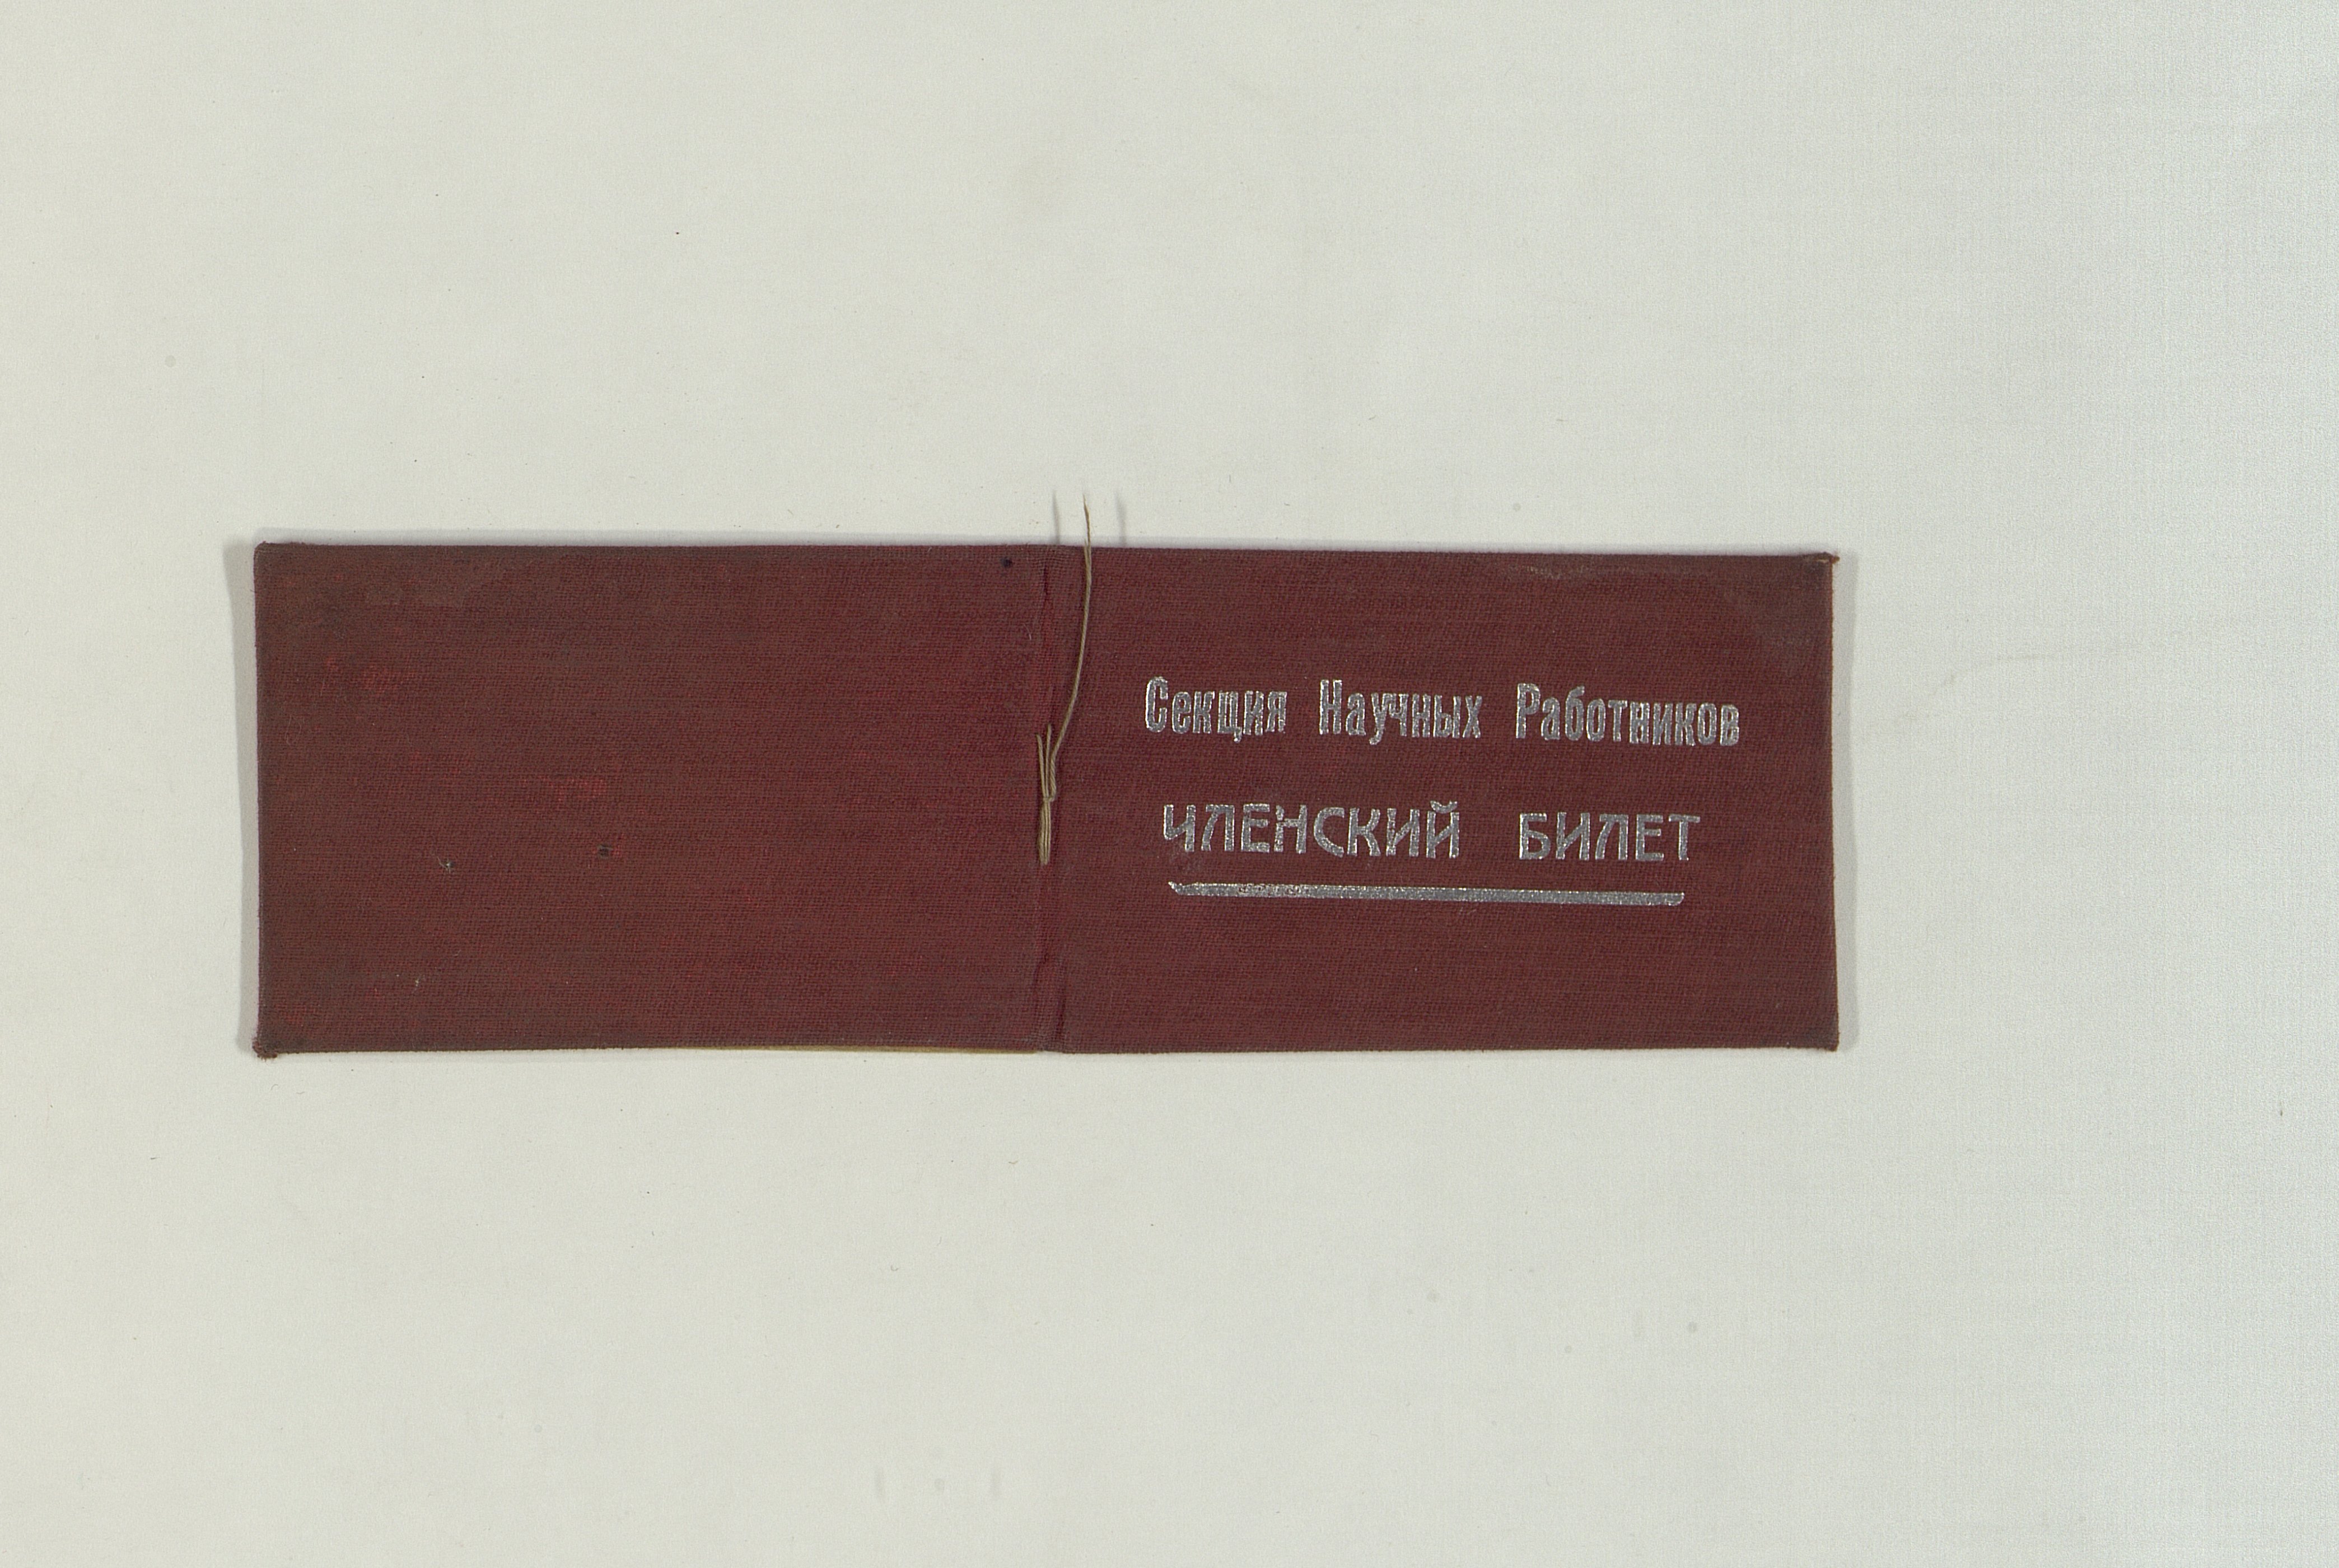 Секция Научных Работников
ЧЛЕНСКИЙ БИЛЕТ